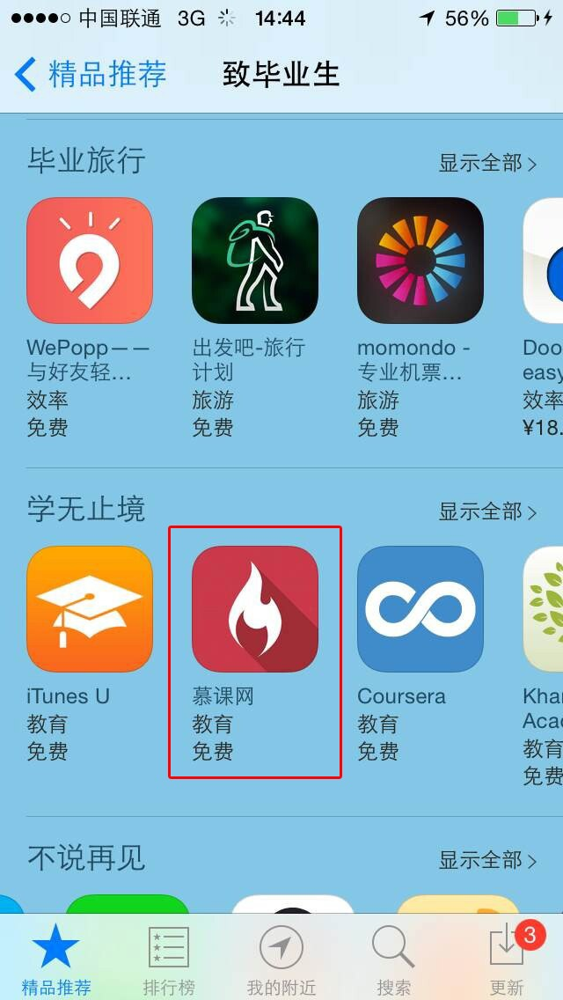 中国联通 3G 14:44 56%
精品推荐 致毕业生
毕业旅行 显示全部
WePopp——
与好友轻...
效率
免费
出发吧-旅行
计划
旅游
免费
momondo -
专业机票...
旅游
免费
Doo
easy
效率
¥18.
学无止境 显示全部
iTunes U
教育
免费
慕课网
教育
免费
Coursera
教育
免费
Khan
Acad
教育
免费
不说再见 显示全部
精品推荐 排行榜 我的附近 搜索 更新
3